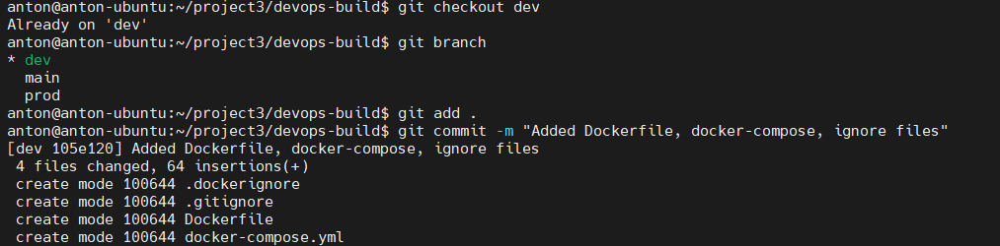 anton@anton-ubuntu:~/project3/devops-build$ git checkout dev
Already on 'dev'
anton@anton-ubuntu:~/project3/devops-build$ git branch
* dev
  main
  prod
anton@anton-ubuntu:~/project3/devops-build$ git add .
anton@anton-ubuntu:~/project3/devops-build$ git commit -m "Added Dockerfile, docker-compose, ignore files"
[dev 105e120] Added Dockerfile, docker-compose, ignore files
 4 files changed, 64 insertions(+)
 create mode 100644 .dockerignore
 create mode 100644 .gitignore
 create mode 100644 Dockerfile
 create mode 100644 docker-compose.yml